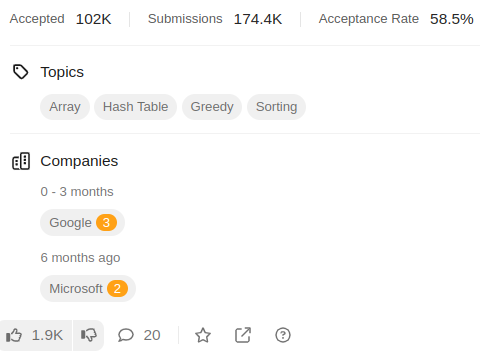 Accepted 102K Submissions 174.4K Acceptance Rate 58.5%
Topics
Array Hash Table Greedy Sorting
Companies
0 - 3 months
Google 3
6 months ago
Microsoft 2
1.9K 20